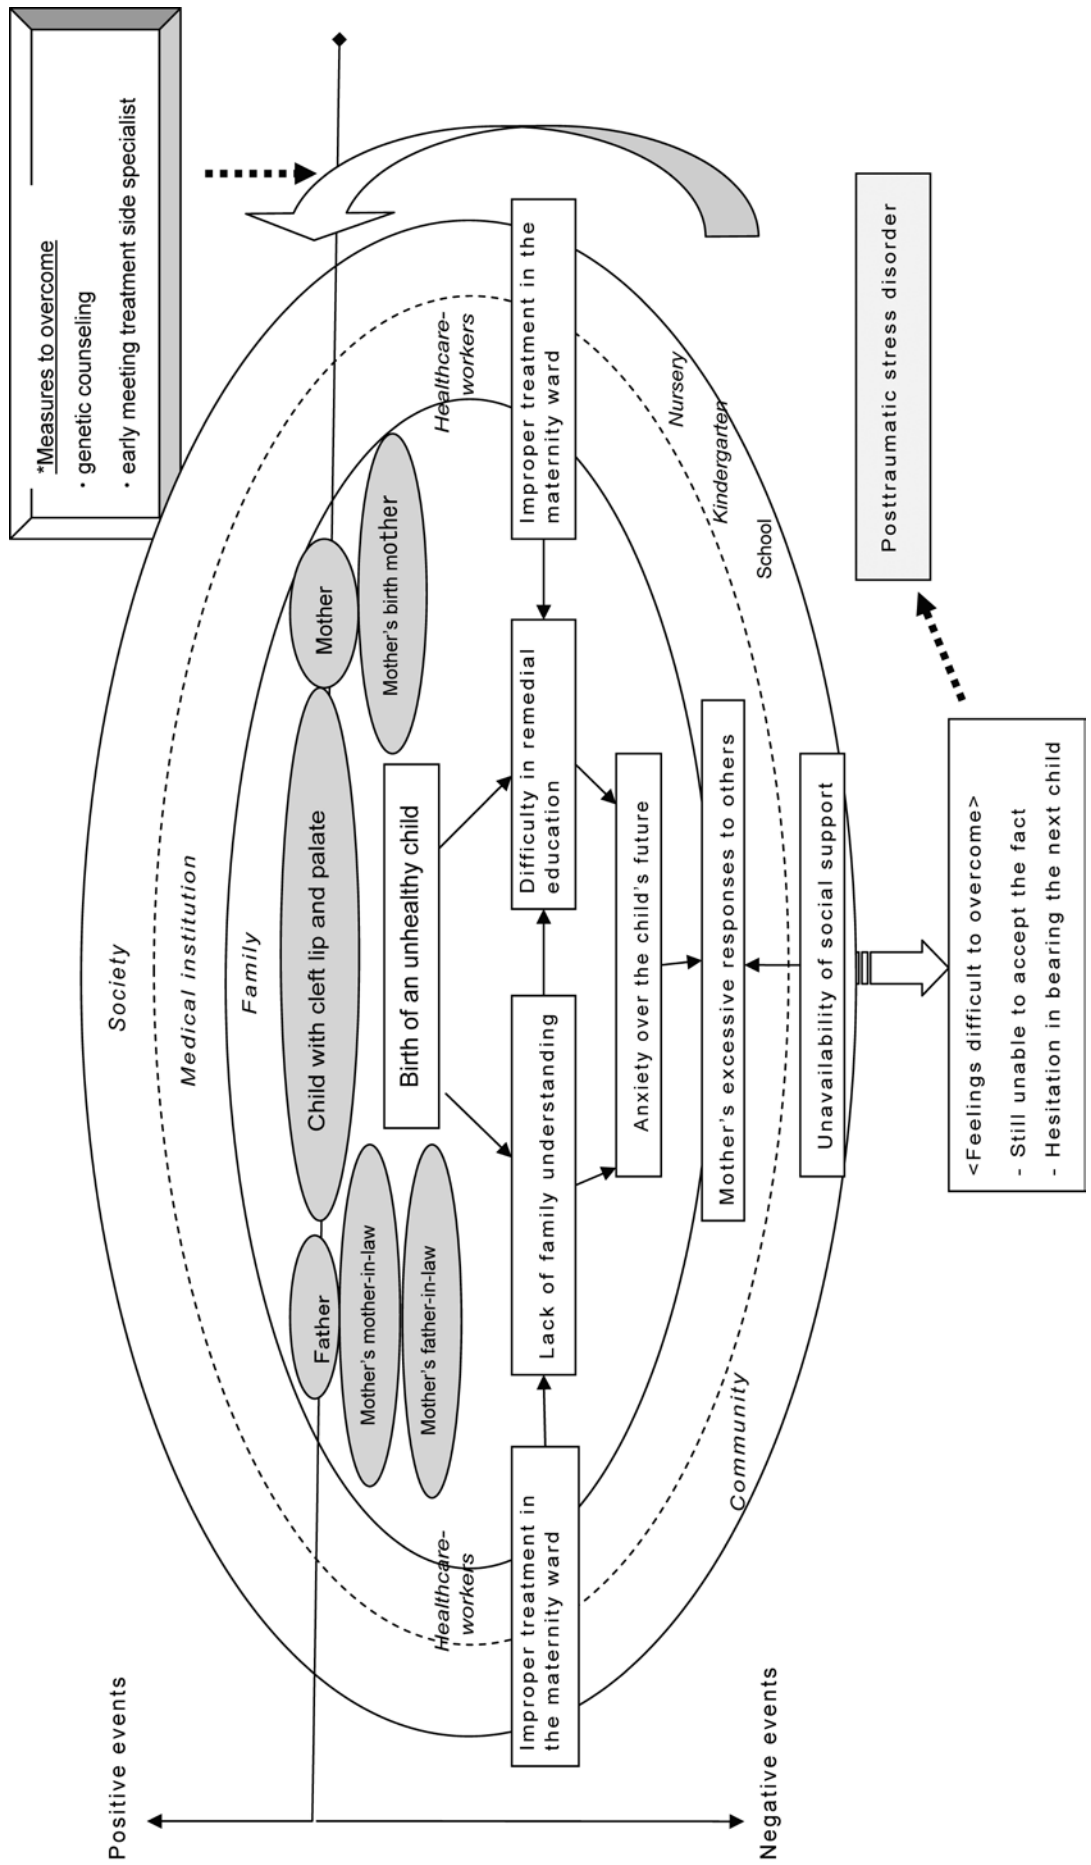 *Measures to overcome
・genetic counseling
・early meeting treatment side specialist
Positive events
Society
Medical institution
Family
Father
Child with cleft lip and palate
Mother
Mother's mother-in-law
Mother's birth mother
Mother's father-in-law
Birth of an unhealthy child
Healthcare-
workers
Healthcare-
workers
Improper treatment in
the maternity ward
Lack of family understanding
Difficulty in remedial
education
Improper treatment in the
maternity ward
Anxiety over the child's future
Nursery
Kindergarten
School
Mother's excessive responses to others
Community
Unavailability of social support
Negative events
<Feelings difficult to overcome>
- Still unable to accept the fact
- Hesitation in bearing the next child
Posttraumatic stress disorder